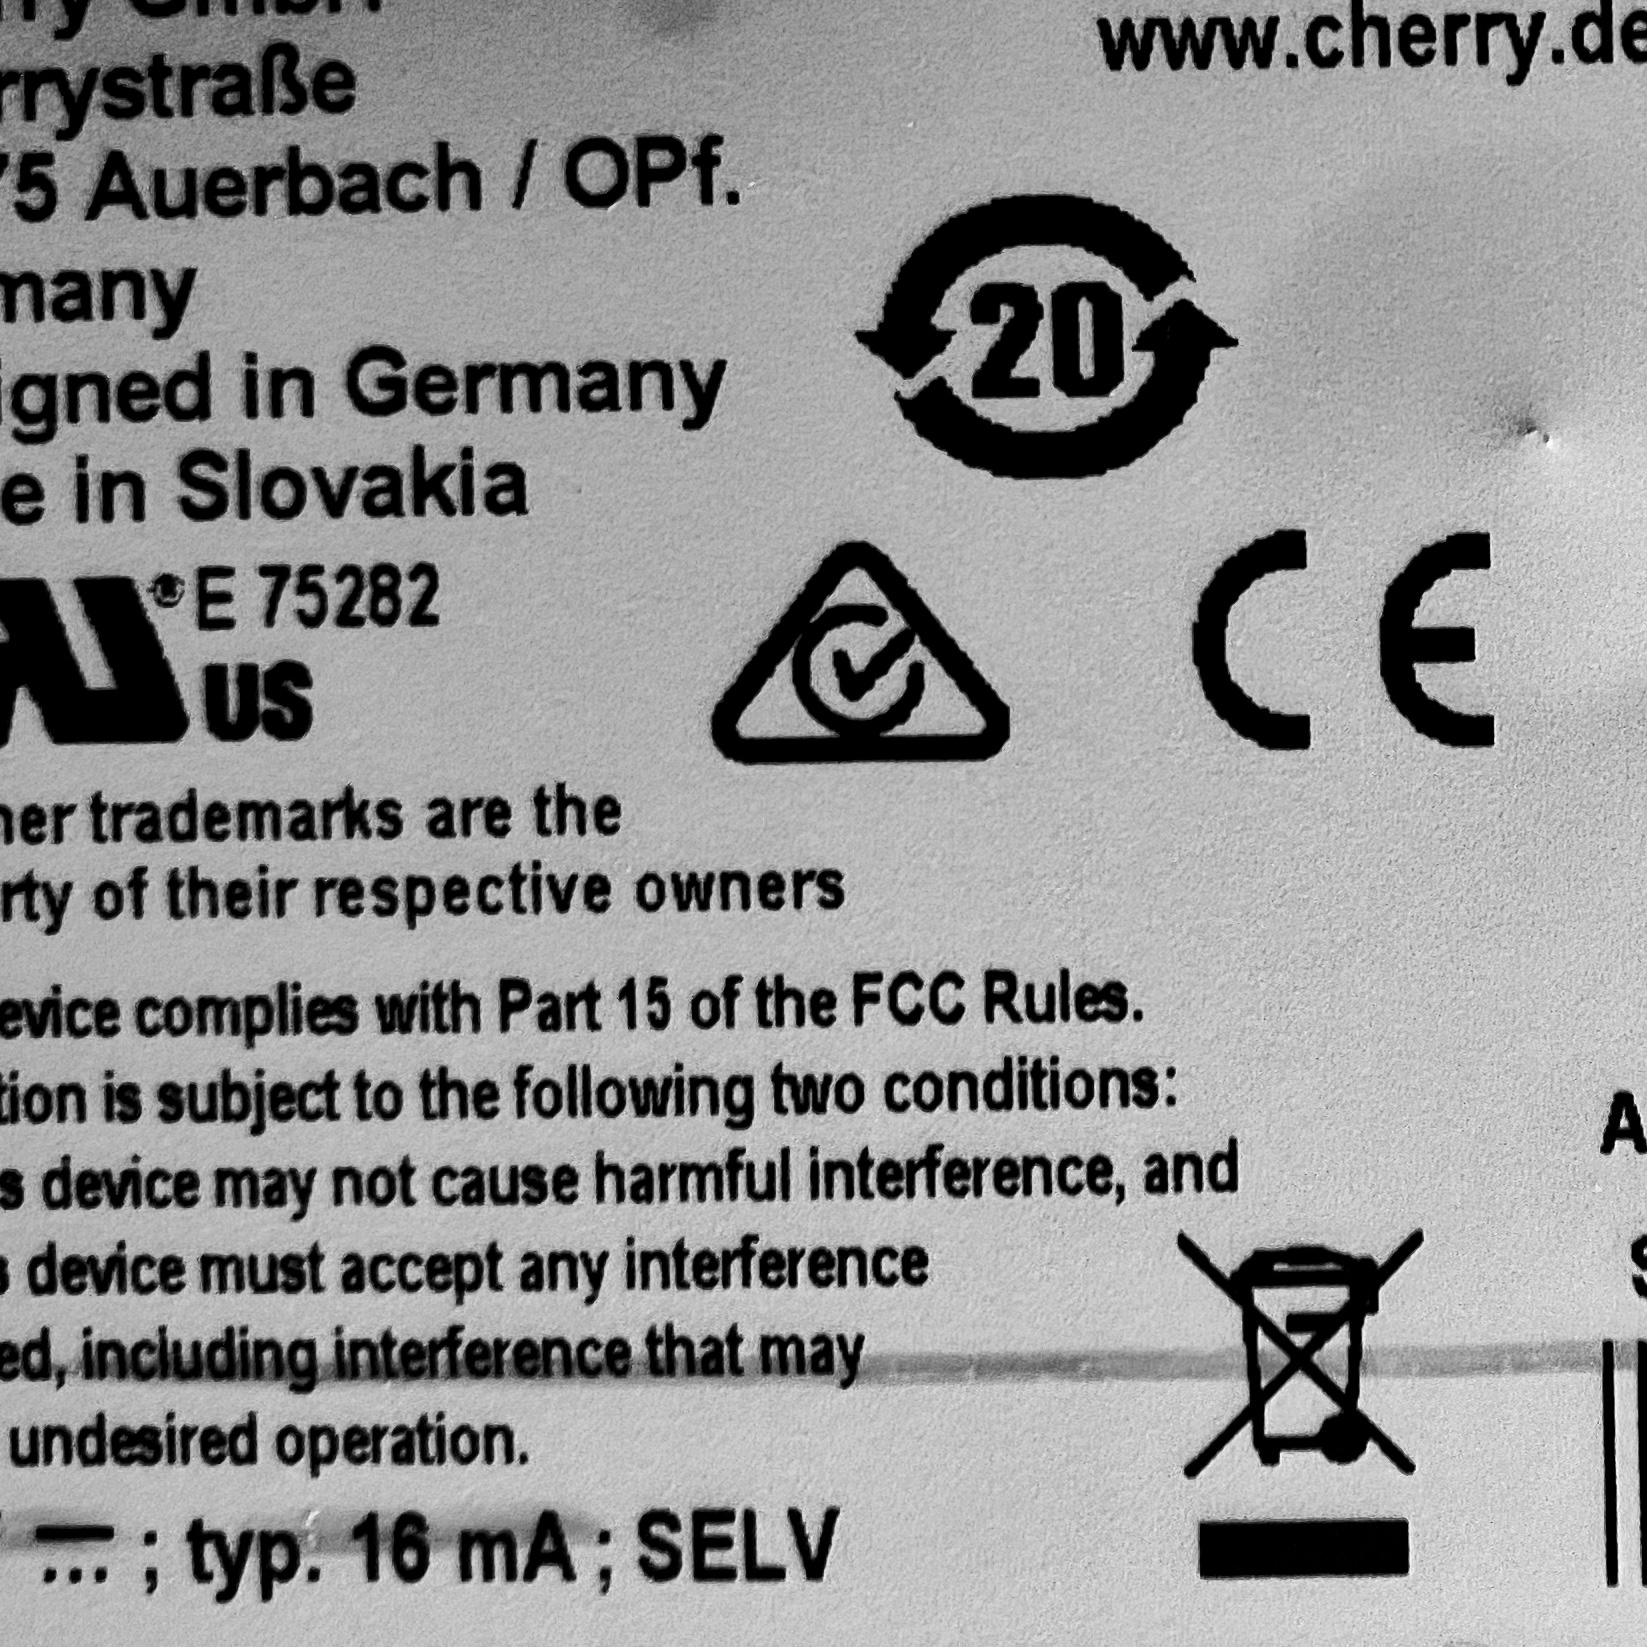 www.cherry.de
rrystraße
75 Auerbach / OPf.
many
igned in Germany
e in Slovakia
20
® E 75282
US
CE
her trademarks are the
rty of their respective owners
evice complies with Part 15 of the FCC Rules.
tion is subject to the following two conditions:
s device may not cause harmful interference, and
s device must accept any interference
ed, including interference that may
undesired operation.
; typ. 16 mA ; SELV